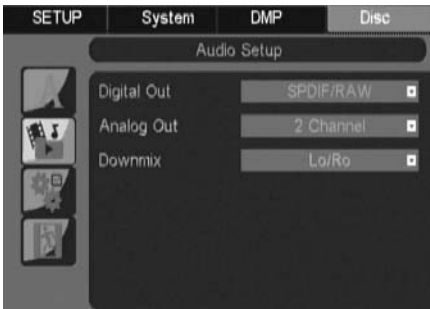 SETUP System DMP Disc
Audio Setup
Digital Out SPDIF/RAW
Analog Out 2 Channel
Downmix Lo/Ro